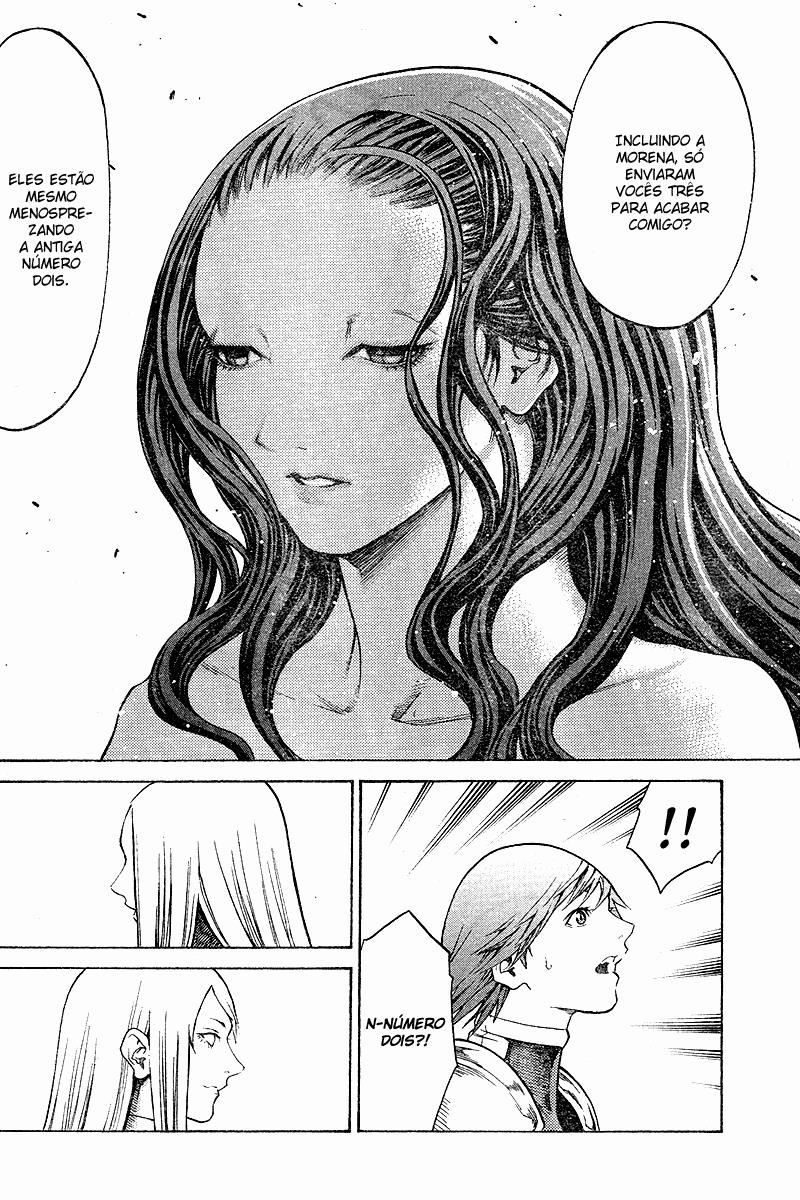 INCLUINDO A
MORENA, SÓ
ENVIARAM
VOCÊS TRÊS
PARA ACABAR
COMIGO?
ELES ESTÃO
MESMO
MENOSPRE-
ZANDO
A ANTIGA
NÚMERO
DOIS.
!!
N-NÚMERO
DOIS?!